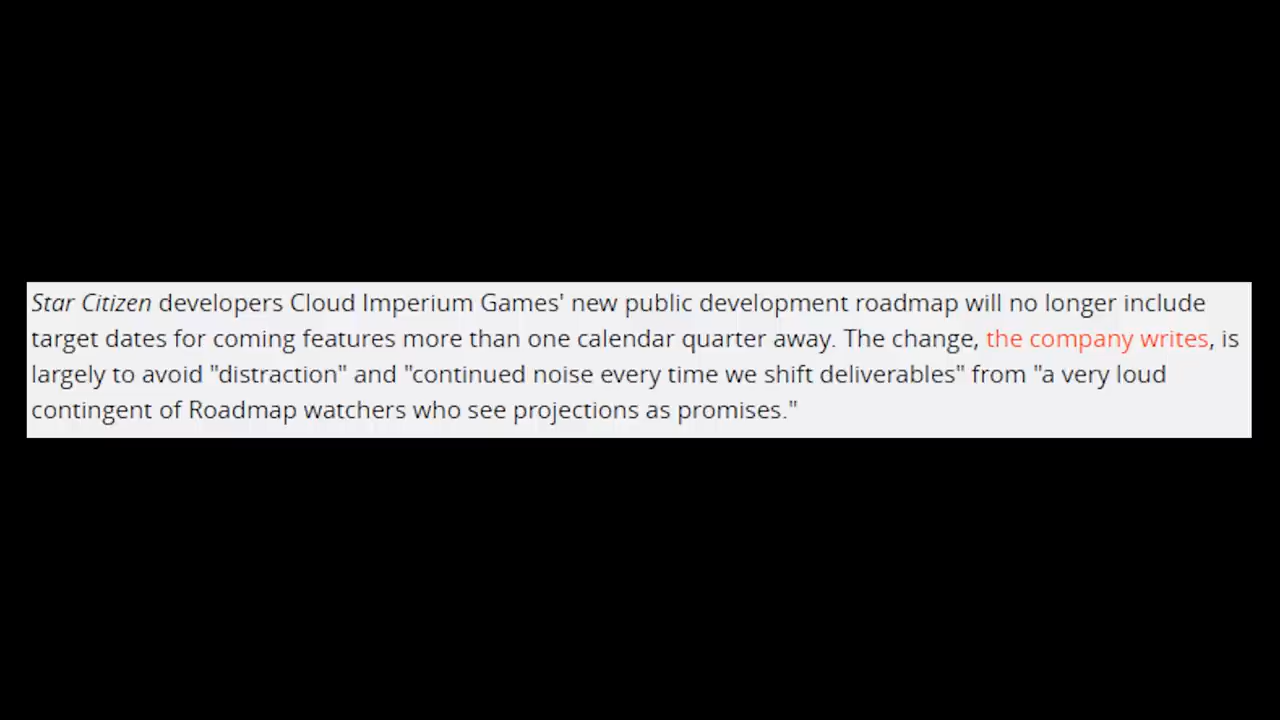 Star Citizen developers Cloud Imperium Games' new public development roadmap will no longer include
target dates for coming features more than one calendar quarter away. The change, the company writes, is
largely to avoid "distraction" and "continued noise every time we shift deliverables" from "a very loud
contingent of Roadmap watchers who see projections as promises."